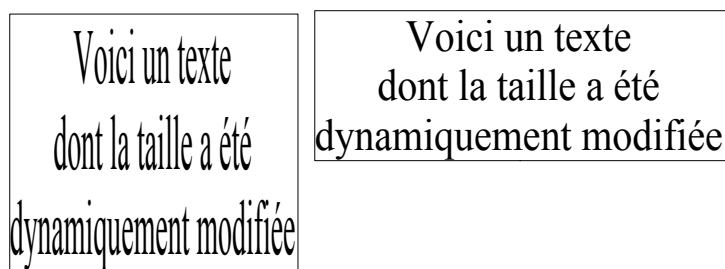 Voici un texte
dont la taille a été
dynamiquement modifiée
Voici un texte
dont la taille a été
dynamiquement modifiée